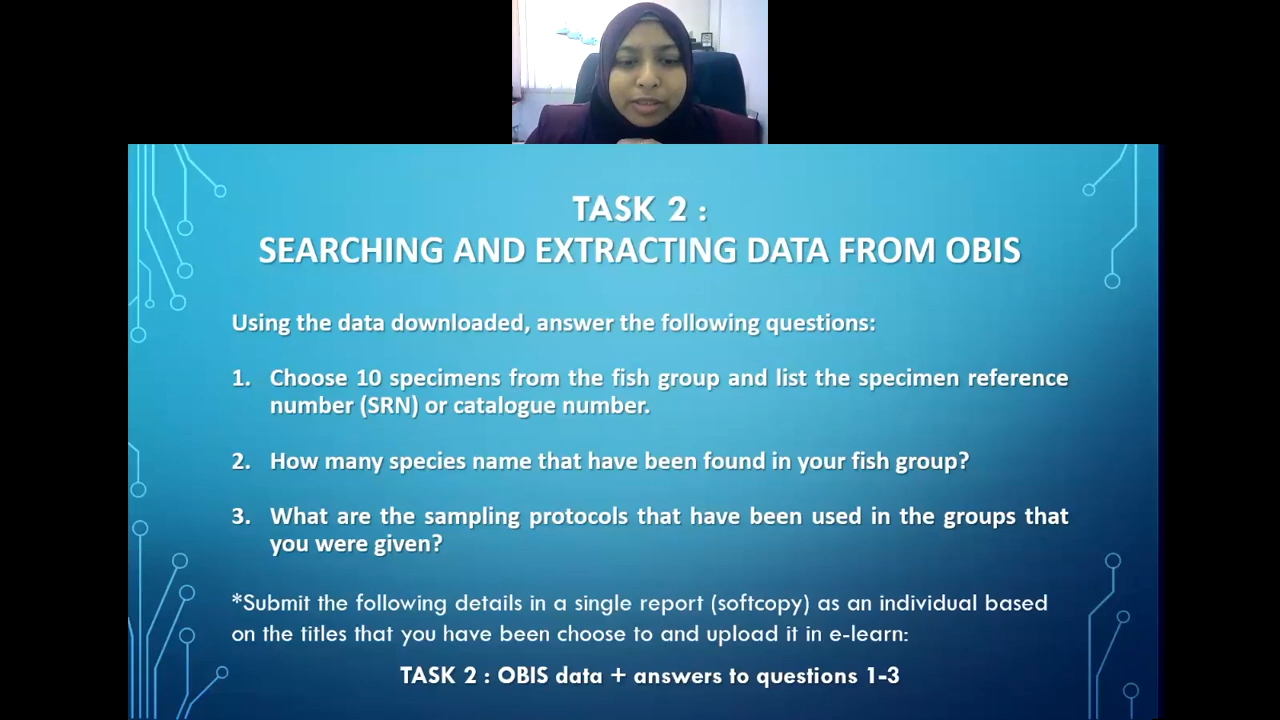 TASK 2 :
SEARCHING AND EXTRACTING DATA FROM OBIS
Using the data downloaded, answer the following questions:
1. Choose 10 specimens from the fish group and list the specimen reference
number (SRN) or catalogue number.
2. How many species name that have been found in your fish group?
3. What are the sampling protocols that have been used in the groups that
you were given?
*Submit the following details in a single report (softcopy) as an individual based
on the titles that you have been choose to and upload it in e-learn:
TASK 2 : OBIS data + answers to questions 1-3